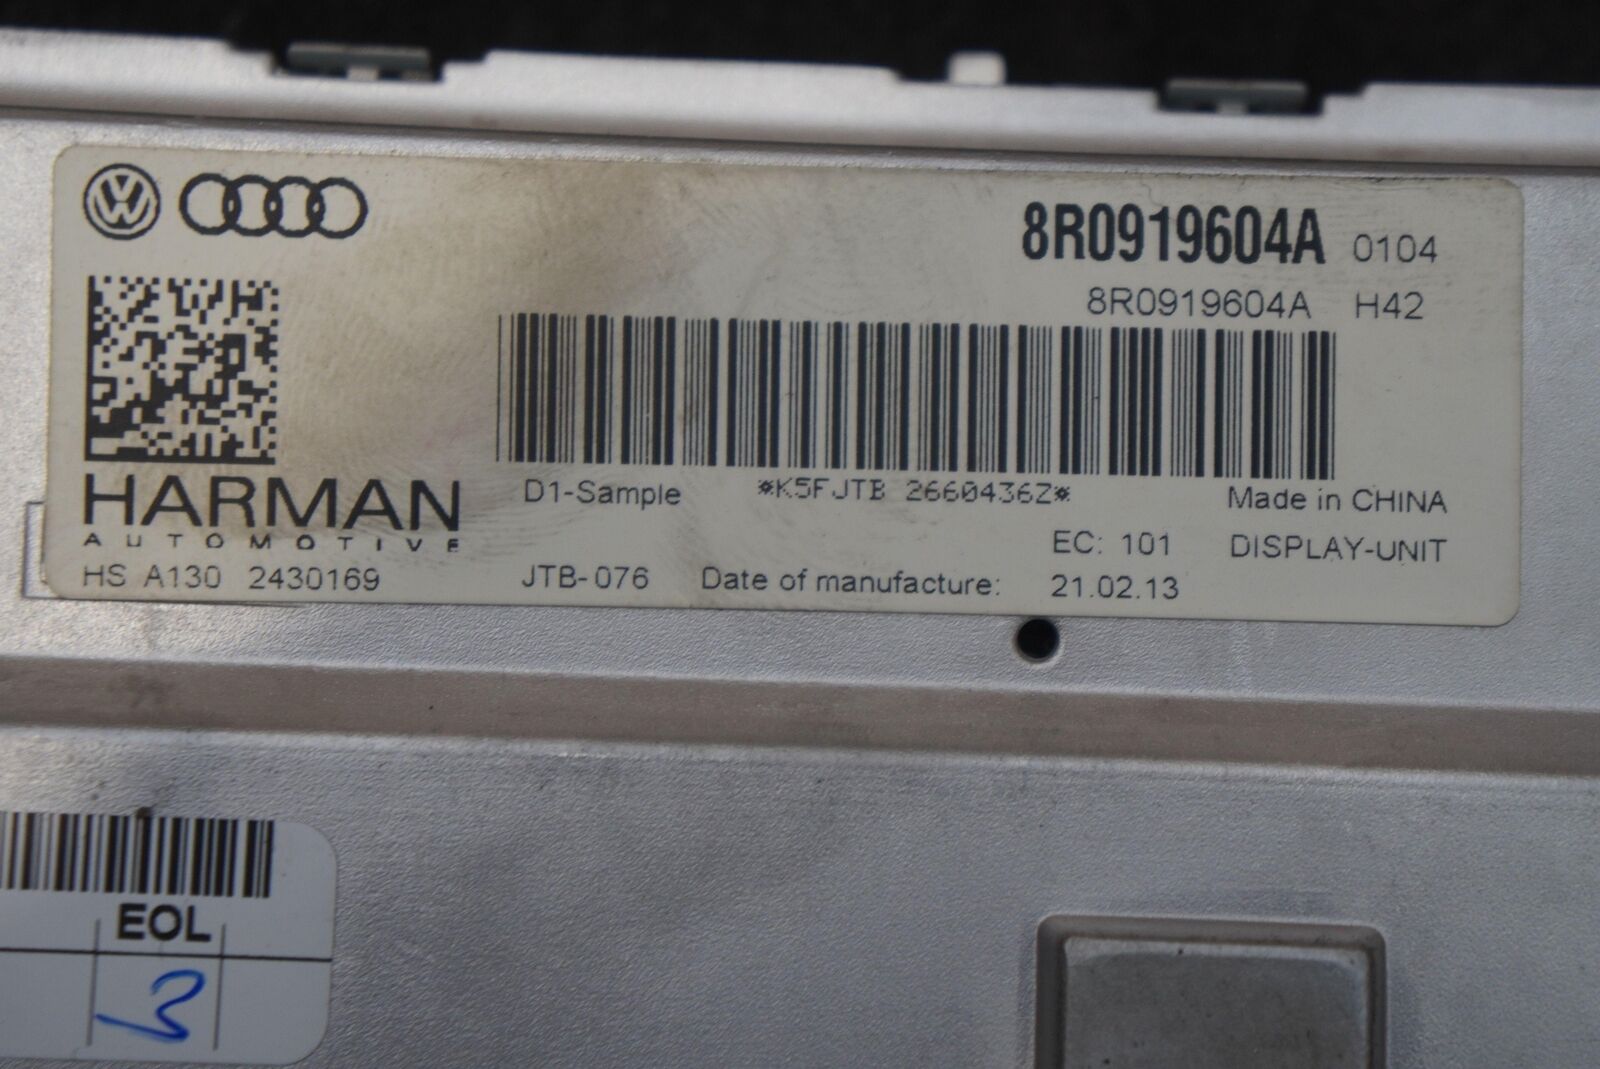 8R0919604A 0104
8R0919604A H42
HARMAN
AUTOMOTIVE
D1-Sample *K5FJTB 2660436Z* Made in CHINA
EC: 101 DISPLAY-UNIT
HS A130 2430169 JTB-076 Date of manufacture: 21.02.13
EOL